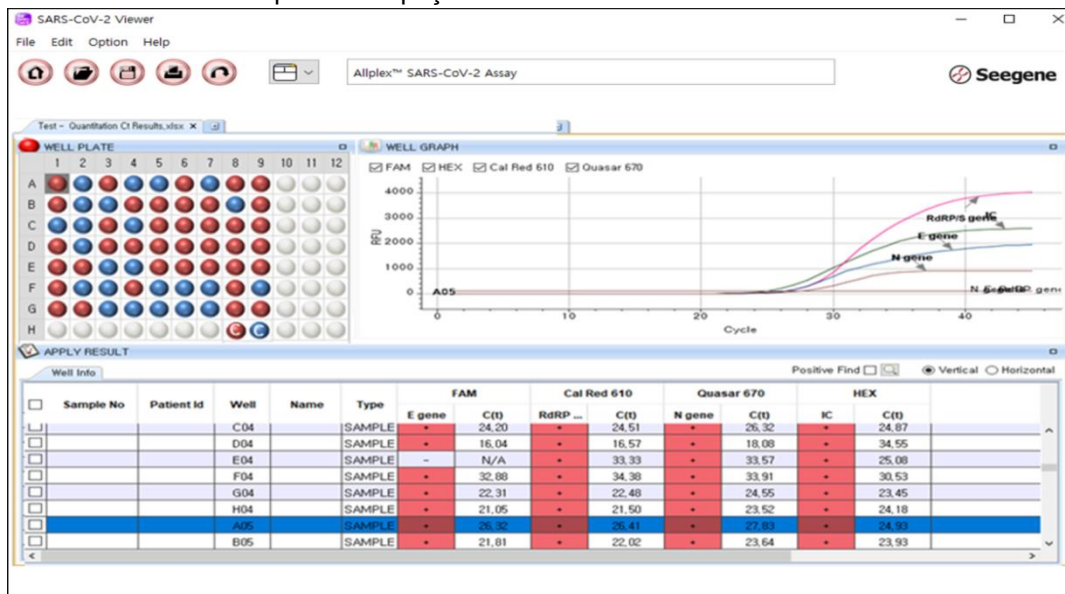 SARS-CoV-2 Viewer
File Edit Option Help
Allplex™ SARS-CoV-2 Assay
Seegene
Test - Quantitation Ct Results,xlsx X
WELL PLATE
1 2 3 4 5 6 7 8 9 10 11 12
A
B
C
D
E
F
G
H C C
WELL GRAPH
FAM HEX Cal Red 610 Quasar 670
4000
3000
2000
1000
0
RFU
RdRP/S gene
IC
E gene
N gene
A05
0 10 20 30 40
Cycle
APPLY RESULT
Well Info
Positive Find Vertical Horizontal
FAM Cal Red 610 Quasar 670 HEX
Sample No Patient Id Well Name Type E gene C(t) RdRP ... C(t) N gene C(t) IC C(t)
C04 SAMPLE + 24,20 + 24,51 + 26,32 + 24,87
D04 SAMPLE + 16,04 + 16,57 + 18,08 + 34,55
E04 SAMPLE - N/A + 33,33 + 33,57 + 25,08
F04 SAMPLE + 32,88 + 34,38 + 33,91 + 30,53
G04 SAMPLE + 22,31 + 22,48 + 24,55 + 23,45
H04 SAMPLE + 21,05 + 21,50 + 23,52 + 24,18
A05 SAMPLE + 26,32 + 26,41 + 27,83 + 24,93
B05 SAMPLE + 21,81 + 22,02 + 23,64 + 23,93